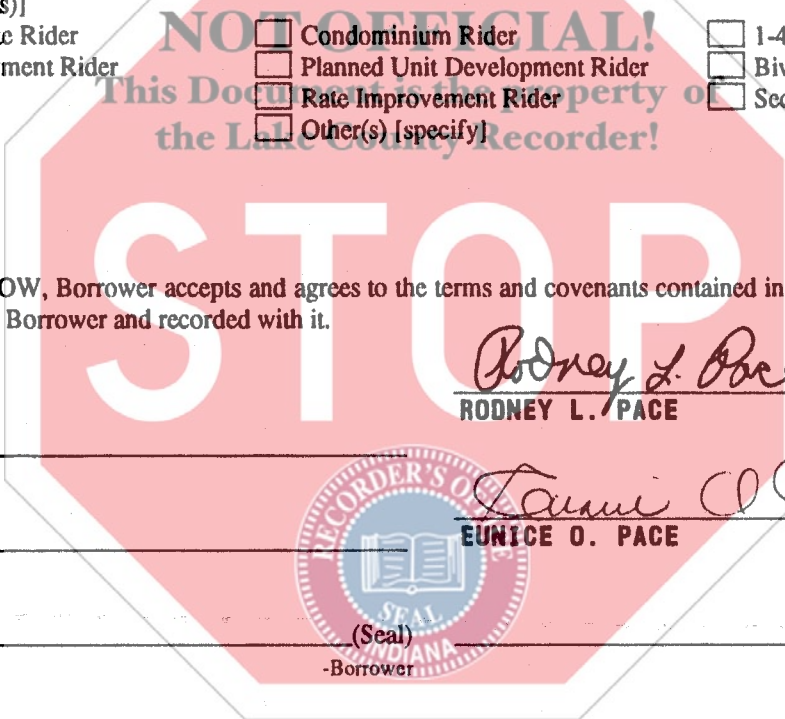 s)]
e Rider ☐ Condominium Rider ☐ 1-4
ment Rider ☐ Planned Unit Development Rider ☐ Biv
☐ Rate Improvement Rider ☐ Sec
☐ Other(s) [specify]
NOT OFFICIAL!
This Document is the property of
the Lake County Recorder!
STOP
OW, Borrower accepts and agrees to the terms and covenants contained in
Borrower and recorded with it.
Rodney L. Pac
RODNEY L. PACE
Eunice O
EUNICE O. PACE
RECORDER'S OFFICE
SEAL
INDIANA
(Seal)
-Borrower